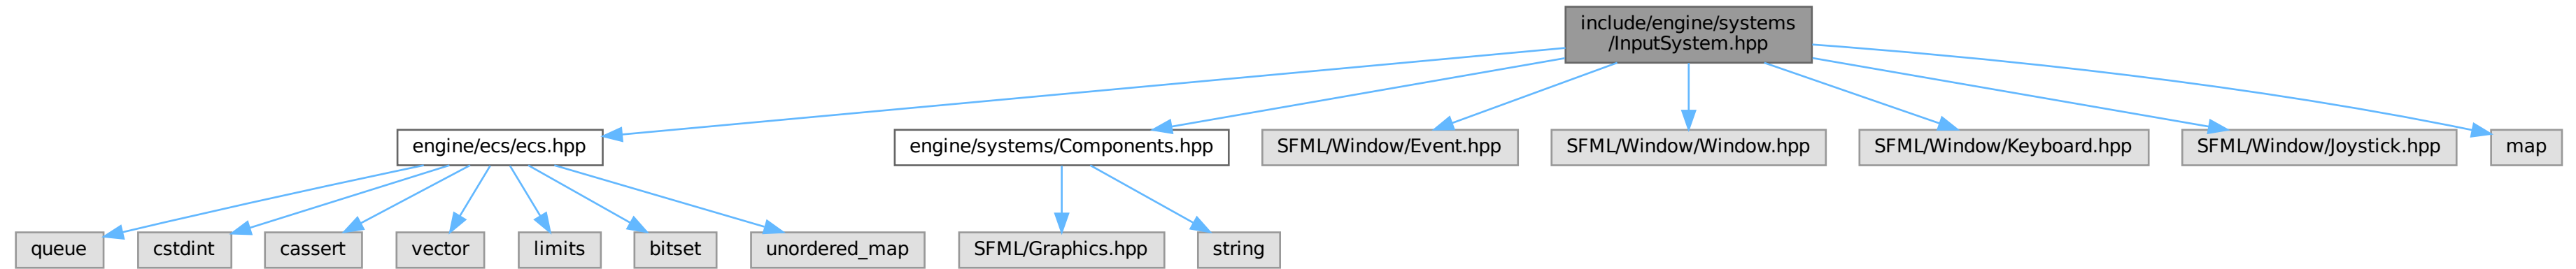 include/engine/systems
/InputSystem.hpp
engine/ecs/ecs.hpp
engine/systems/Components.hpp
SFML/Window/Event.hpp
SFML/Window/Window.hpp
SFML/Window/Keyboard.hpp
SFML/Window/Joystick.hpp
map
queue
cstdint
cassert
vector
limits
bitset
unordered_map
SFML/Graphics.hpp
string